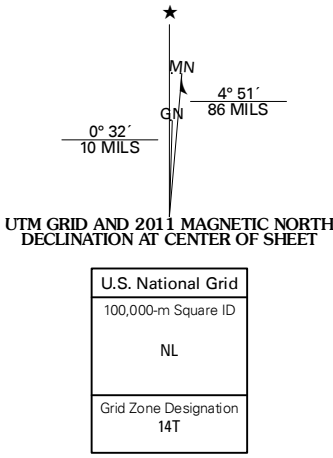 MN
4° 51´
86 MILS
GN
0° 32´
10 MILS
UTM GRID AND 2011 MAGNETIC NORTH
DECLINATION AT CENTER OF SHEET
U.S. National Grid
100,000-m Square ID
NL
Grid Zone Designation
14T